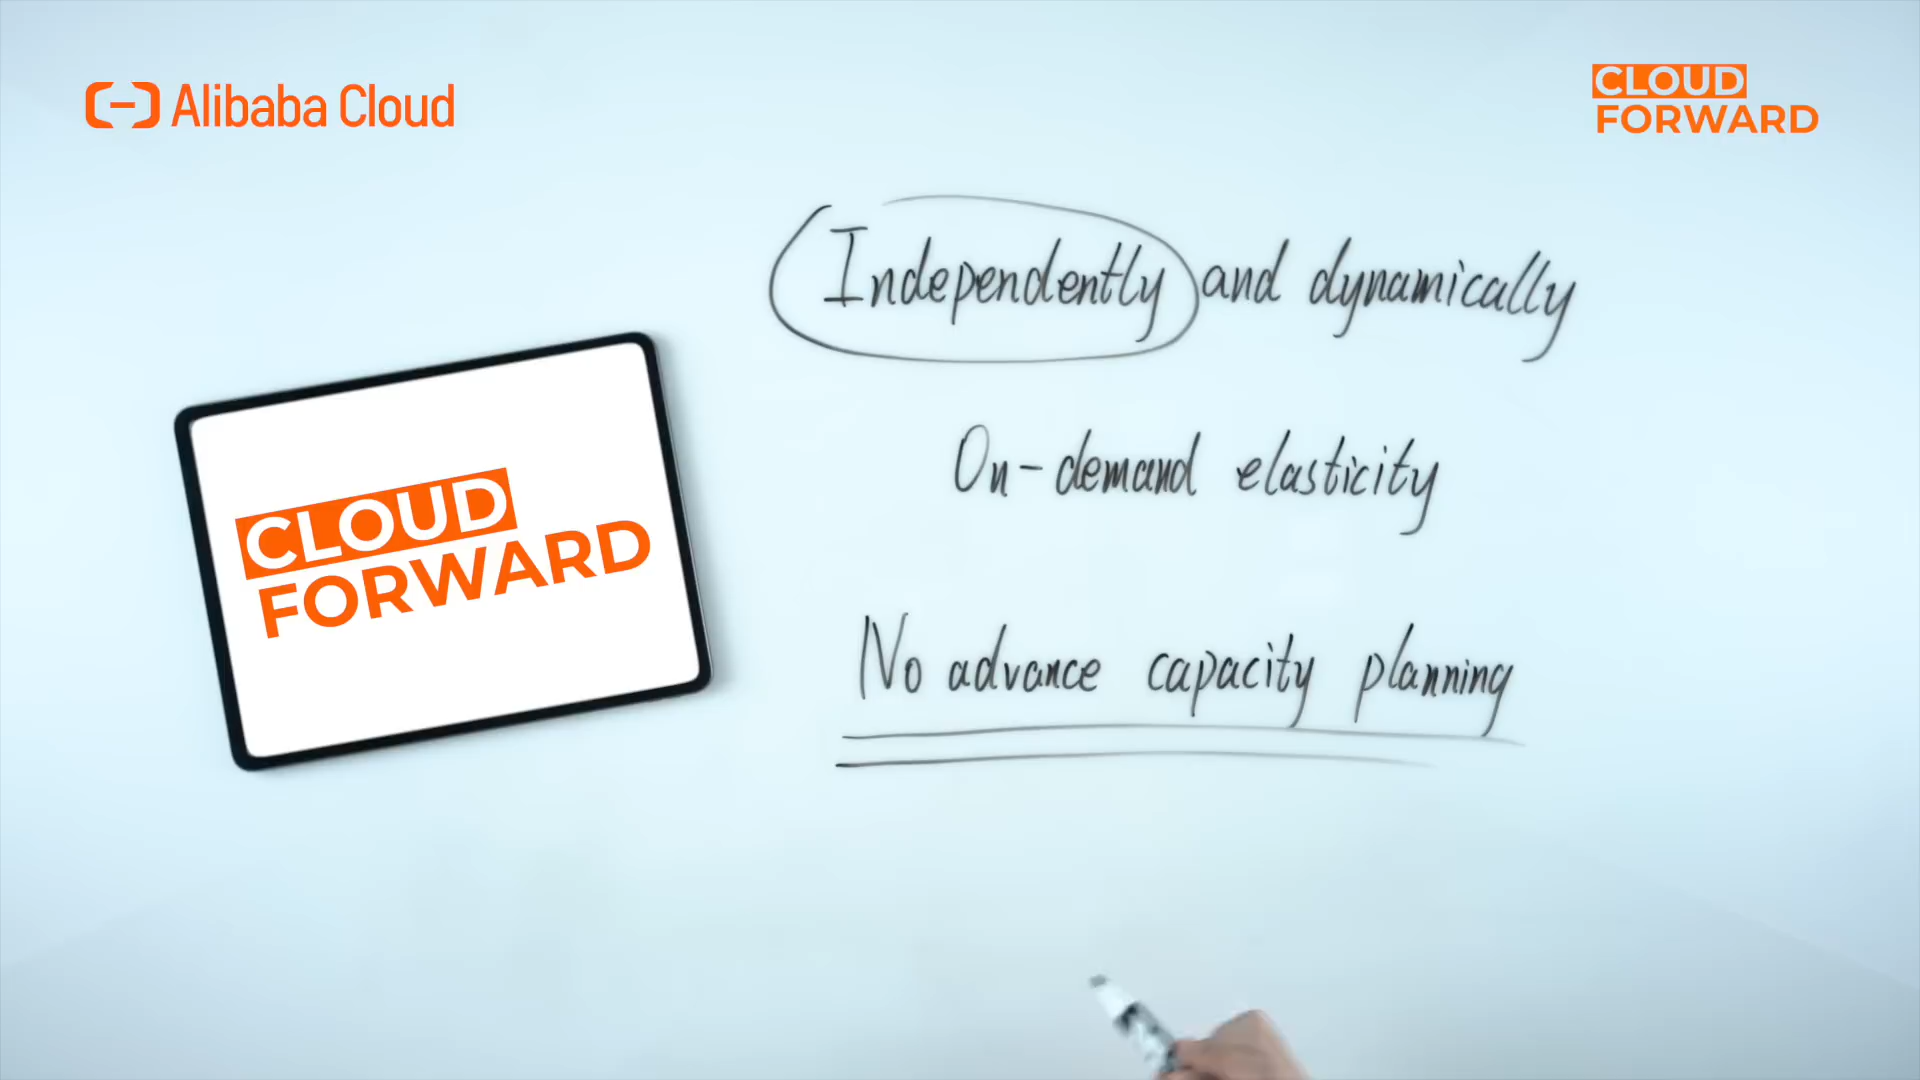 Alibaba Cloud
CLOUD
FORWARD
Independently and dynamically
On-demand elasticity
No advance capacity planning
CLOUD
FORWARD